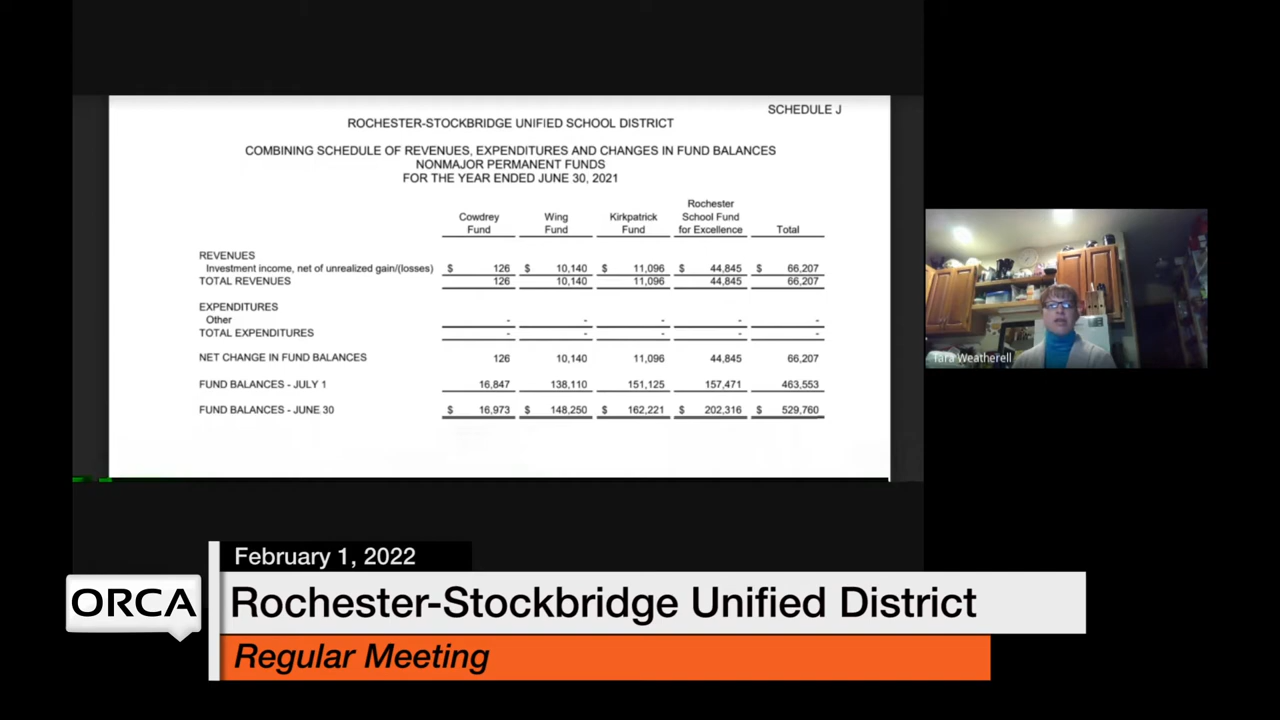 SCHEDULE J
ROCHESTER-STOCKBRIDGE UNIFIED SCHOOL DISTRICT
COMBINING SCHEDULE OF REVENUES, EXPENDITURES AND CHANGES IN FUND BALANCES
NONMAJOR PERMANENT FUNDS
FOR THE YEAR ENDED JUNE 30, 2021
Rochester
Cowdrey Wing Kirkpatrick School Fund
Fund Fund Fund for Excellence Total
REVENUES
Investment income, net of unrealized gain/(losses) $ 126 $ 10,140 $ 11,096 $ 44,845 $ 66,207
TOTAL REVENUES 126 10,140 11,096 44,845 66,207
EXPENDITURES
Other - - - - -
TOTAL EXPENDITURES - - - - -
NET CHANGE IN FUND BALANCES 126 10,140 11,096 44,845 66,207
FUND BALANCES - JULY 1 16,847 138,110 151,125 157,471 463,553
FUND BALANCES - JUNE 30 $ 16,973 $ 148,250 $ 162,221 $ 202,316 $ 529,760
Tara Weatherell
February 1, 2022
ORCA Rochester-Stockbridge Unified District
Regular Meeting